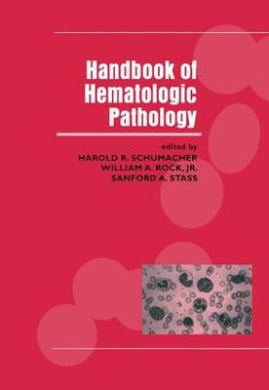 Handbook of
Hematologic
Pathology
edited by
HAROLD R. SCHUMACHER
WILLIAM A. ROCK, JR.
SANFORD A. STASS